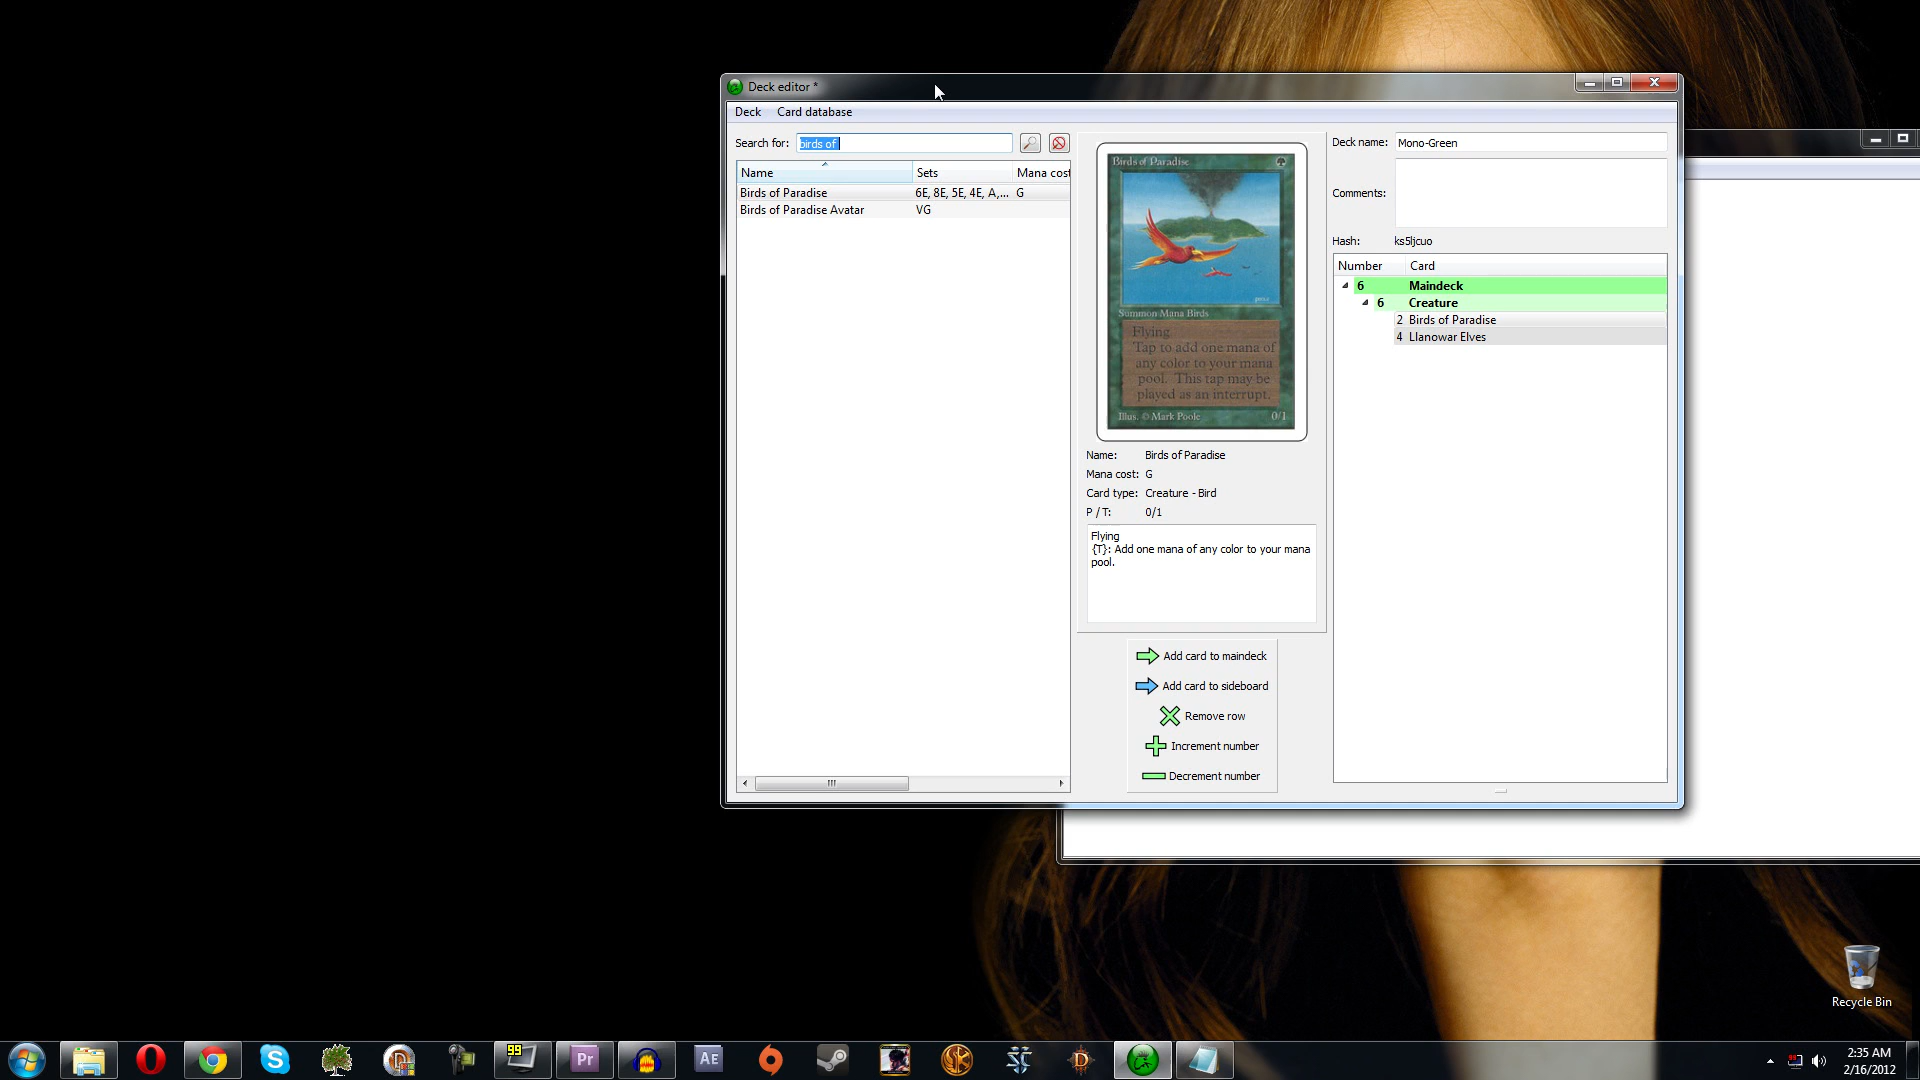 Deck editor *
Deck Card database
Search for: birds of
Name Sets Mana cost
Birds of Paradise 6E, 8E, 5E, 4E, A,... G
Birds of Paradise Avatar VG
Birds of Paradise
Summon Mana Birds
Flying
Tap to add one mana of
any color to your mana
pool. This tap may be
played as an interrupt.
Illus. © Mark Poole 0/1
Name: Birds of Paradise
Mana cost: G
Card type: Creature - Bird
P / T: 0/1
Flying
{T}: Add one mana of any color to your mana
pool.
Add card to maindeck
Add card to sideboard
Remove row
Increment number
Decrement number
Deck name: Mono-Green
Comments:
Hash: ks5ljcuo
Number Card
6 Maindeck
6 Creature
2 Birds of Paradise
4 Llanowar Elves
Recycle Bin
99
Pr
AE
2:35 AM
2/16/2012